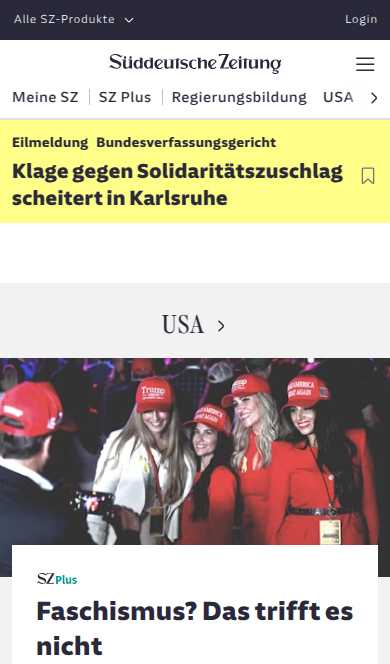 Alle SZ-Produkte
Login
Süddeutsche Zeitung
Meine SZ
SZ Plus
Regierungsbildung
USA
Eilmeldung Bundesverfassungsgericht
Klage gegen Solidaritätszuschlag
scheitert in Karlsruhe
USA
Trump
SZ Plus
Faschismus? Das trifft es
nicht